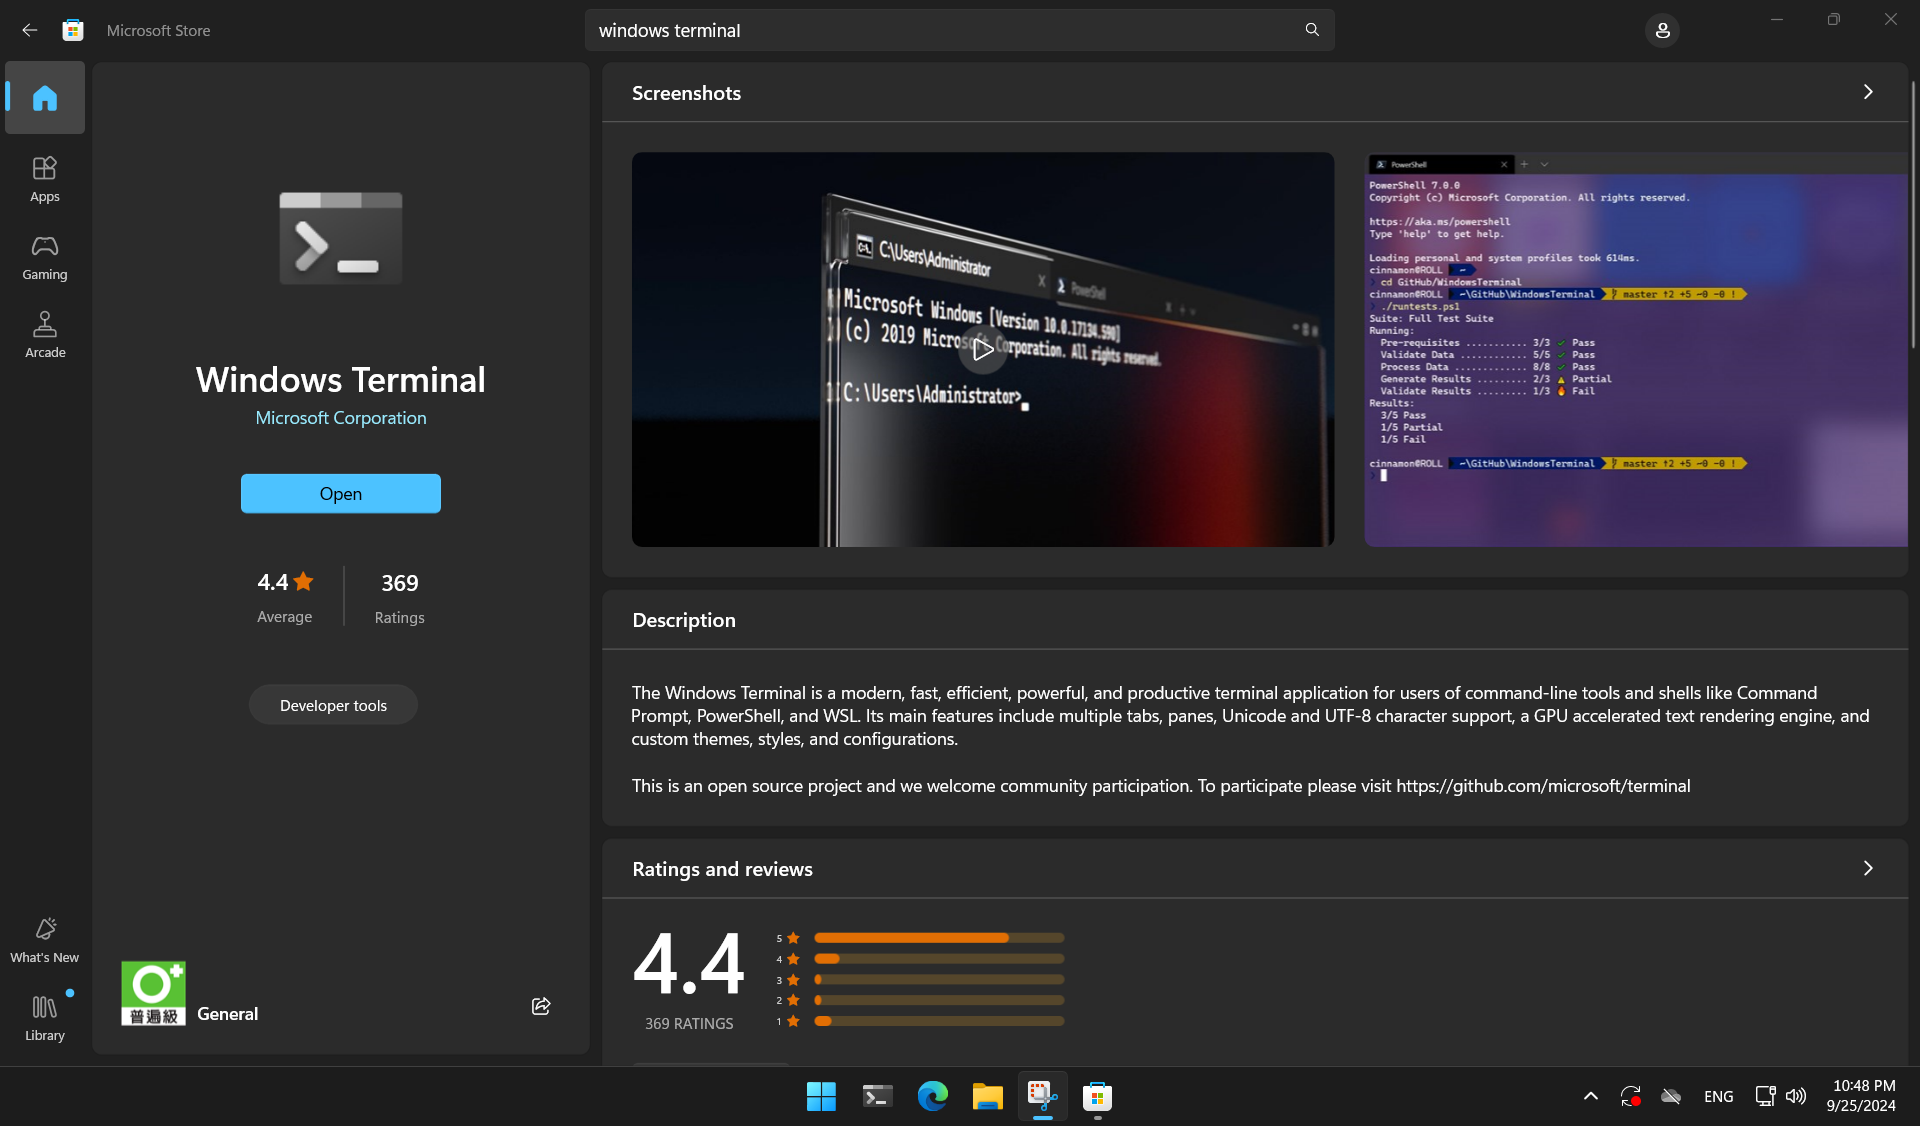 Microsoft Store
windows terminal
Apps
Gaming
Arcade
What's New
Library
Windows Terminal
Microsoft Corporation
Open
4.4
Average
369
Ratings
Developer tools
普遍級
General
Screenshots
C:\Users\Administrator
PowerShell
Microsoft Windows [Version 10.0.17134.590]
(c) 2019 Microsoft Corporation. All rights reserved.
C:\Users\Administrator>
PowerShell
PowerShell 7.0.0
Copyright (c) Microsoft Corporation. All rights reserved.
https://aka.ms/powershell
Type 'help' to get help.
Loading personal and system profiles took 614ms.
cinnamon@ROLL ~
cd GitHub/WindowsTerminal
cinnamon@ROLL ~\GitHub\WindowsTerminal master ↑2 +5 ~0 -0 !
./runtests.ps1
Suite: Full Test Suite
Running:
Pre-requisites ........... 3/3 ✓ Pass
Validate Data ............ 5/5 ✓ Pass
Process Data ............. 8/8 ✓ Pass
Generate Results ......... 2/3 ⚠ Partial
Validate Results ......... 1/3 🔥 Fail
Results:
3/5 Pass
1/5 Partial
1/5 Fail
cinnamon@ROLL ~\GitHub\WindowsTerminal master ↑2 +5 ~0 -0 !
Description
The Windows Terminal is a modern, fast, efficient, powerful, and productive terminal application for users of command-line tools and shells like Command
Prompt, PowerShell, and WSL. Its main features include multiple tabs, panes, Unicode and UTF-8 character support, a GPU accelerated text rendering engine, and
custom themes, styles, and configurations.
This is an open source project and we welcome community participation. To participate please visit https://github.com/microsoft/terminal
Ratings and reviews
4.4
369 RATINGS
5
4
3
2
1
ENG
10:48 PM
9/25/2024